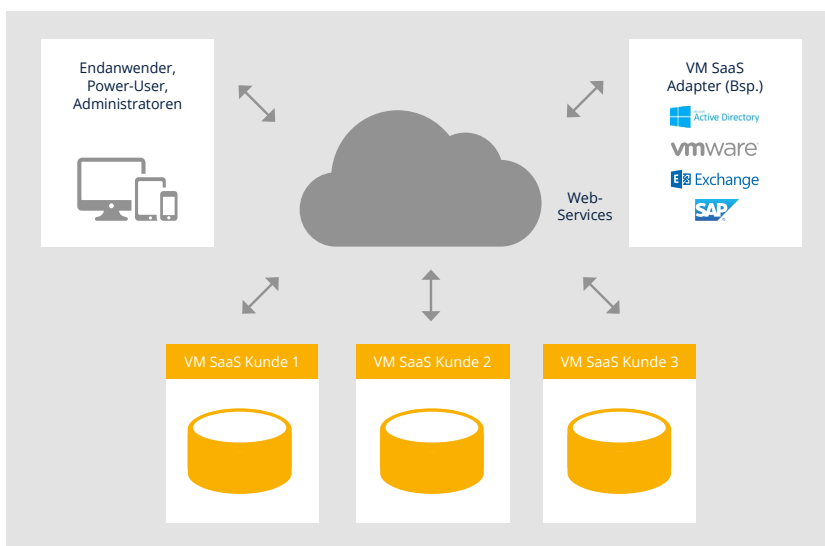 Endanwender,
Power-User,
Administratoren
VM SaaS
Adapter (Bsp.)
Active Directory
vmware
E Exchange
SAP
Web-
Services
VM SaaS Kunde 1
VM SaaS Kunde 2
VM SaaS Kunde 3